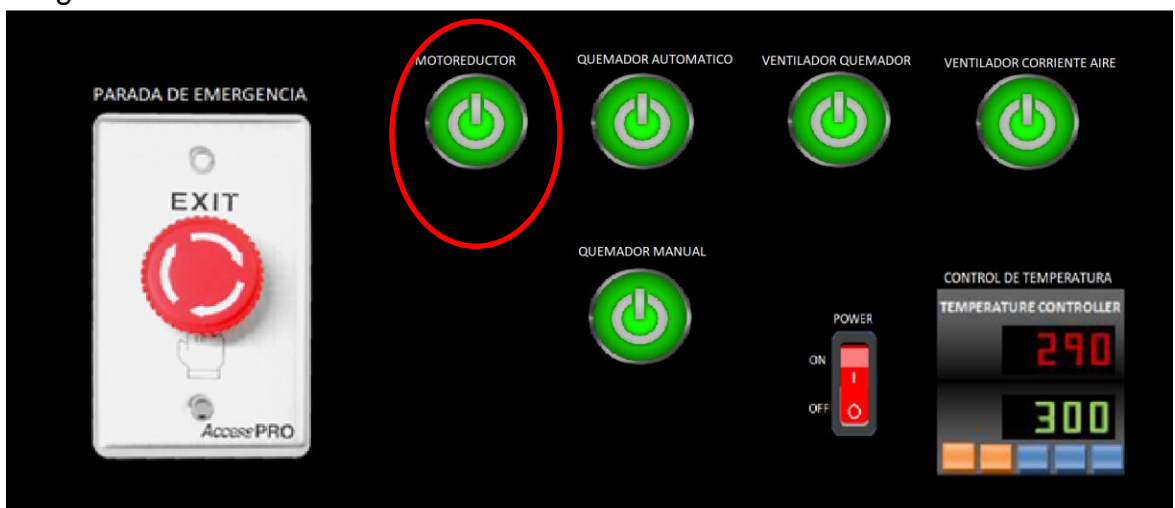 MOTOREDUCTOR
QUEMADOR AUTOMATICO
VENTILADOR QUEMADOR
VENTILADOR CORRIENTE AIRE
PARADA DE EMERGENCIA
EXIT
AccessPRO
QUEMADOR MANUAL
POWER
ON
I
OFF
O
CONTROL DE TEMPERATURA
TEMPERATURE CONTROLLER
290
300